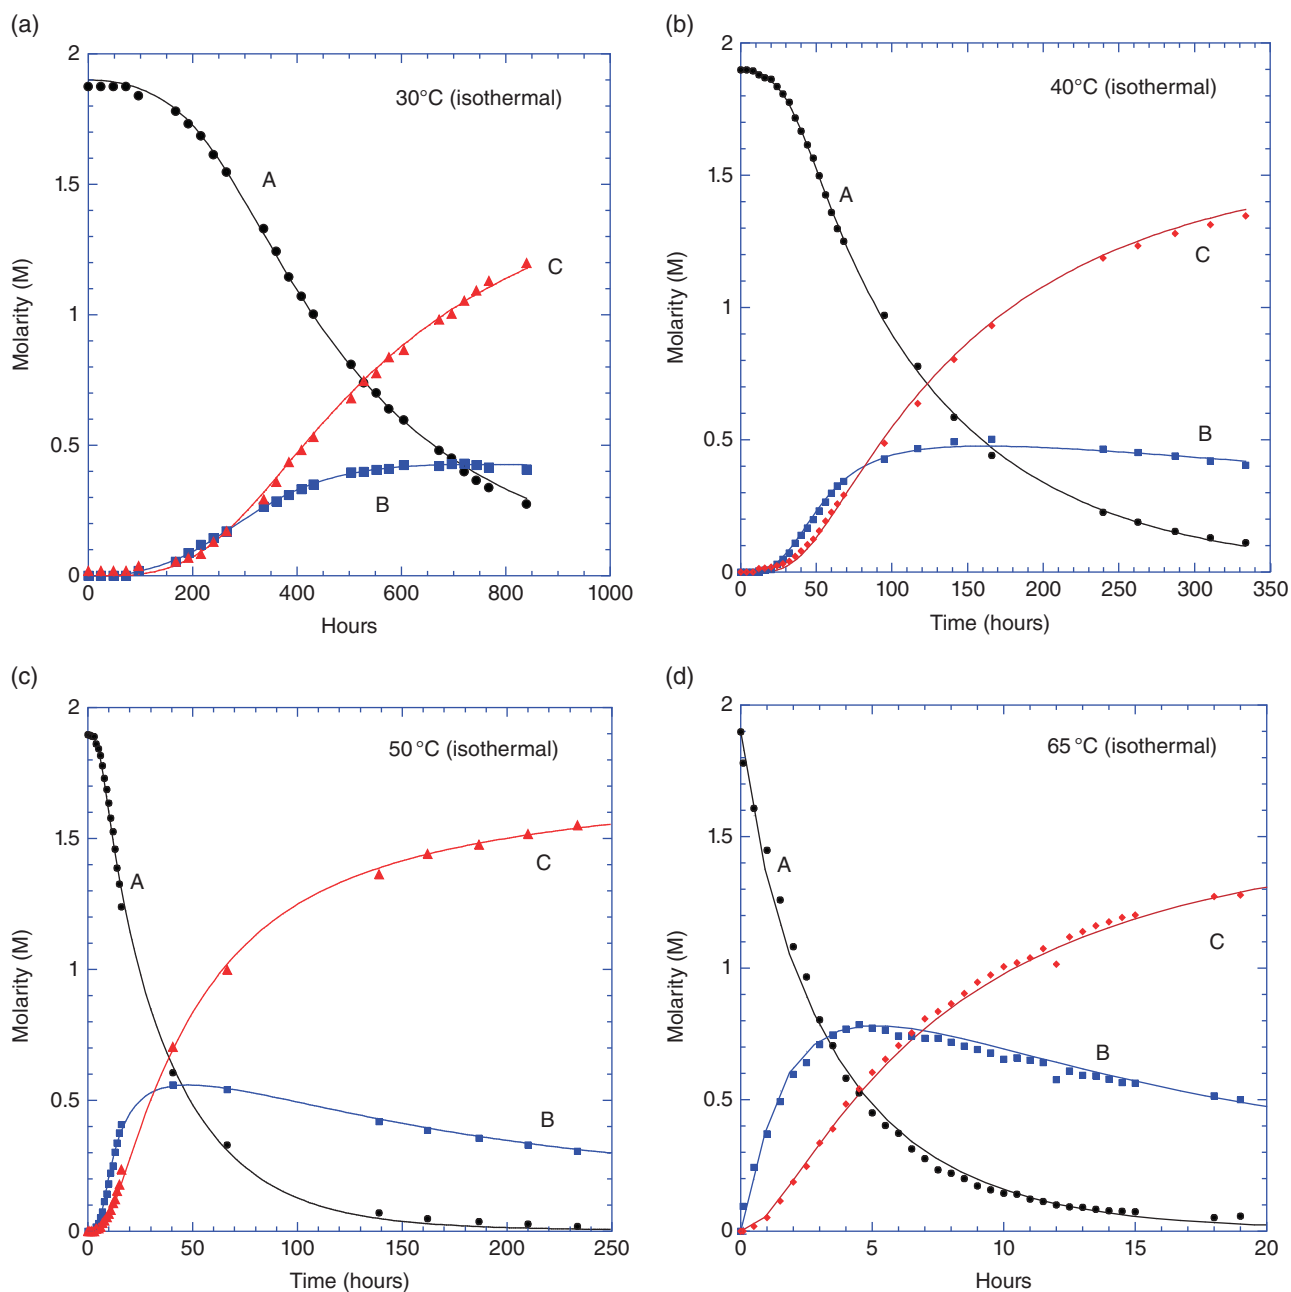 (a)
30°C (isothermal)
2
1.5
1
0.5
0
Molarity (M)
A
C
B
0 200 400 600 800 1000
Hours
(b)
40°C (isothermal)
2
1.5
1
0.5
0
Molarity (M)
A
C
B
0 50 100 150 200 250 300 350
Time (hours)
(c)
50 °C (isothermal)
2
1.5
1
0.5
0
Molarity (M)
A
C
B
0 50 100 150 200 250
Time (hours)
(d)
65 °C (isothermal)
2
1.5
1
0.5
0
Molarity (M)
A
C
B
0 5 10 15 20
Hours